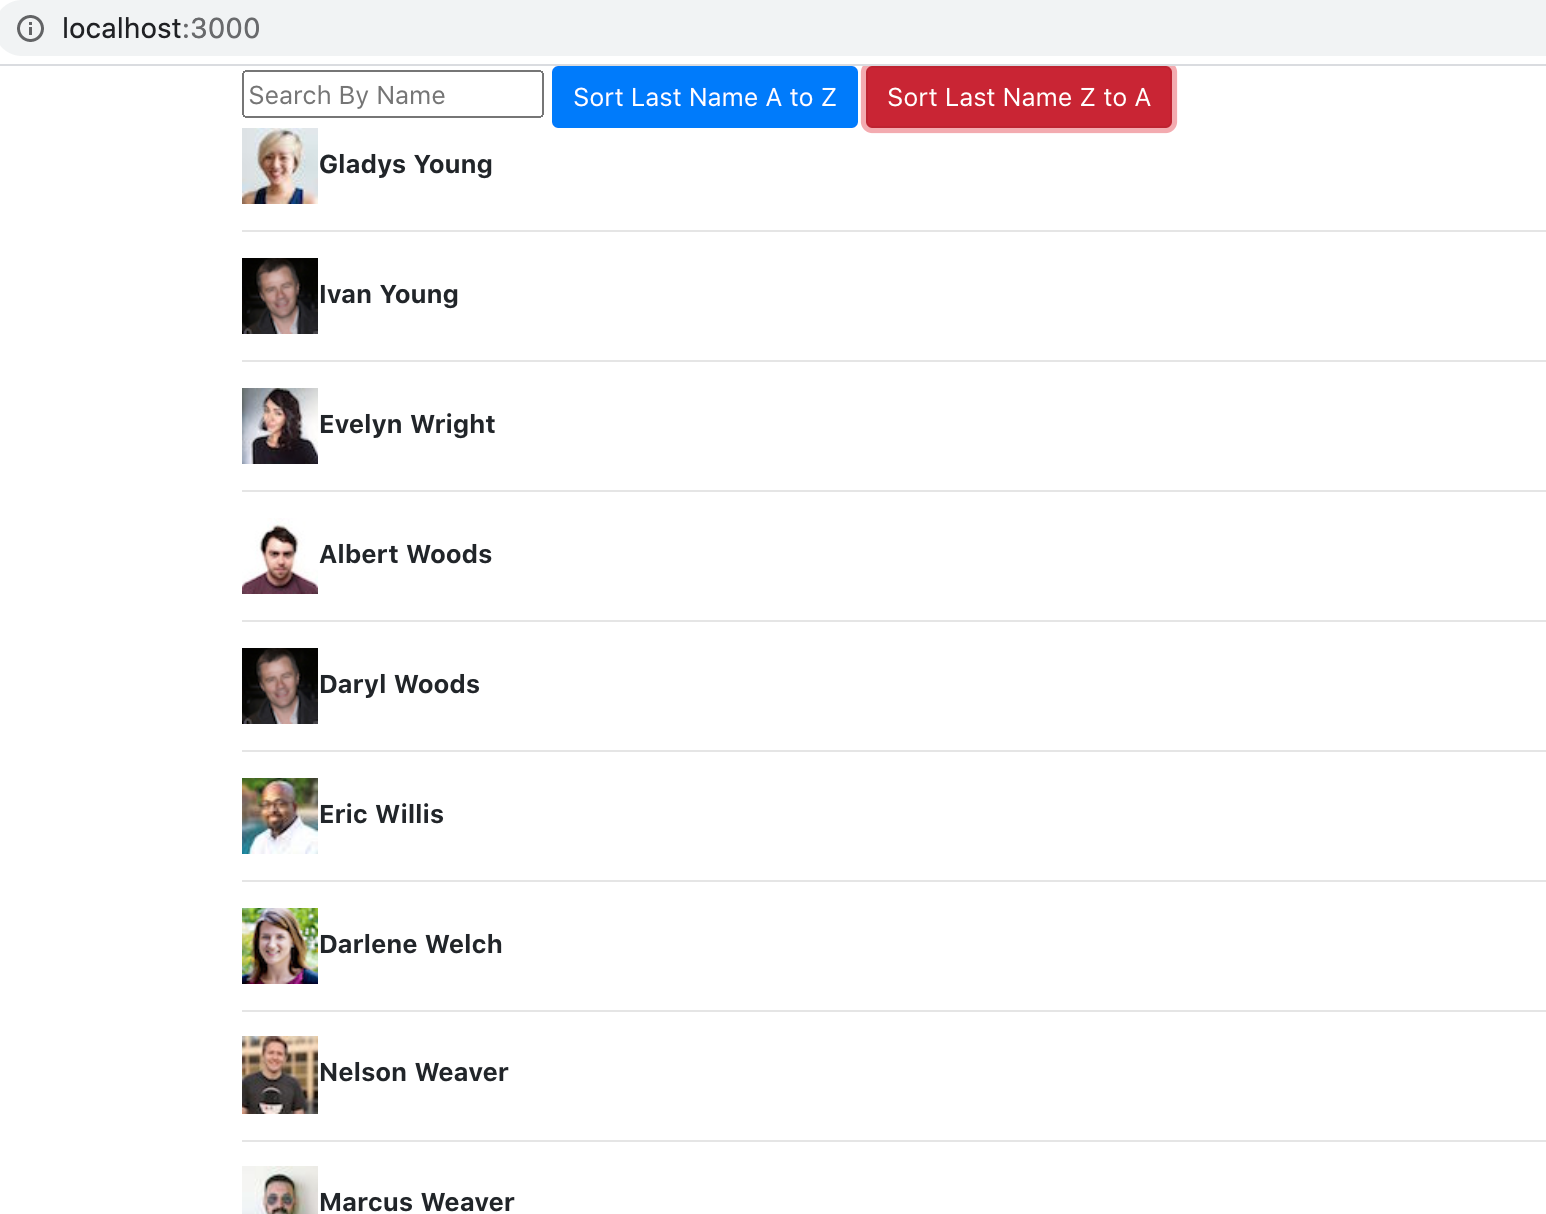 localhost:3000
Search By Name Sort Last Name A to Z Sort Last Name Z to A
Gladys Young
Ivan Young
Evelyn Wright
Albert Woods
Daryl Woods
Eric Willis
Darlene Welch
Nelson Weaver
Marcus Weaver